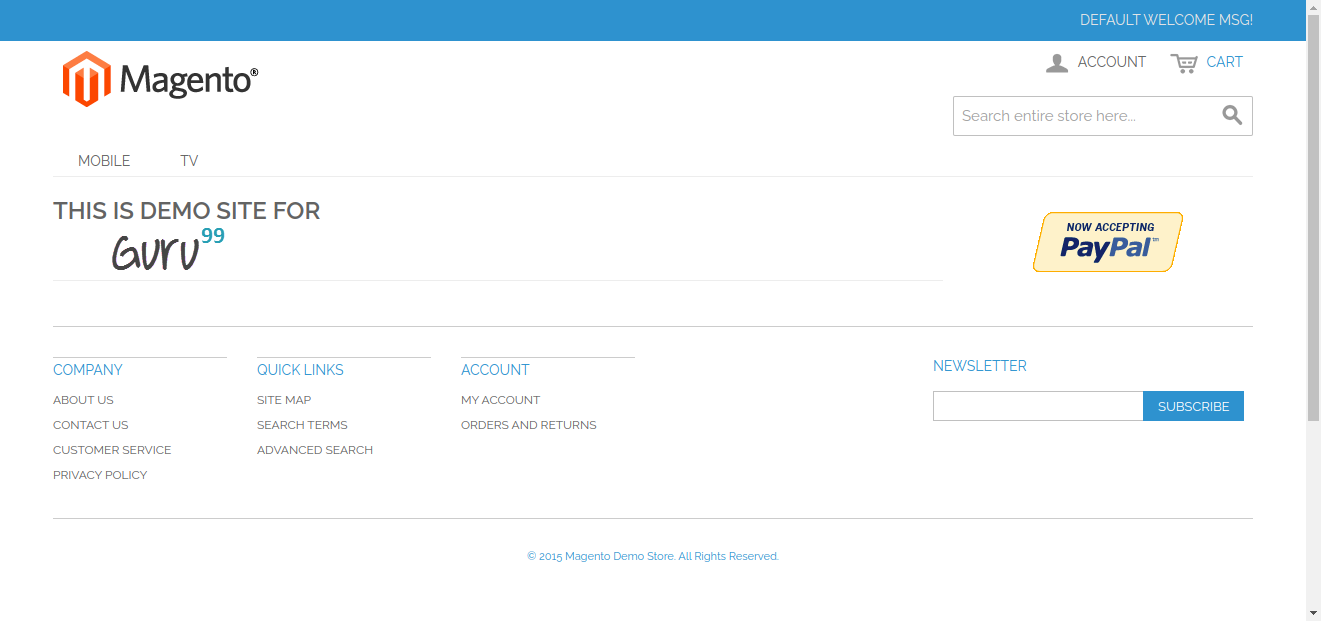 DEFAULT WELCOME MSG!
Magento®
ACCOUNT
CART
Search entire store here...
MOBILE
TV
THIS IS DEMO SITE FOR
Guru99
NOW ACCEPTING
PayPal™
COMPANY
ABOUT US
CONTACT US
CUSTOMER SERVICE
PRIVACY POLICY
QUICK LINKS
SITE MAP
SEARCH TERMS
ADVANCED SEARCH
ACCOUNT
MY ACCOUNT
ORDERS AND RETURNS
NEWSLETTER
SUBSCRIBE
© 2015 Magento Demo Store. All Rights Reserved.